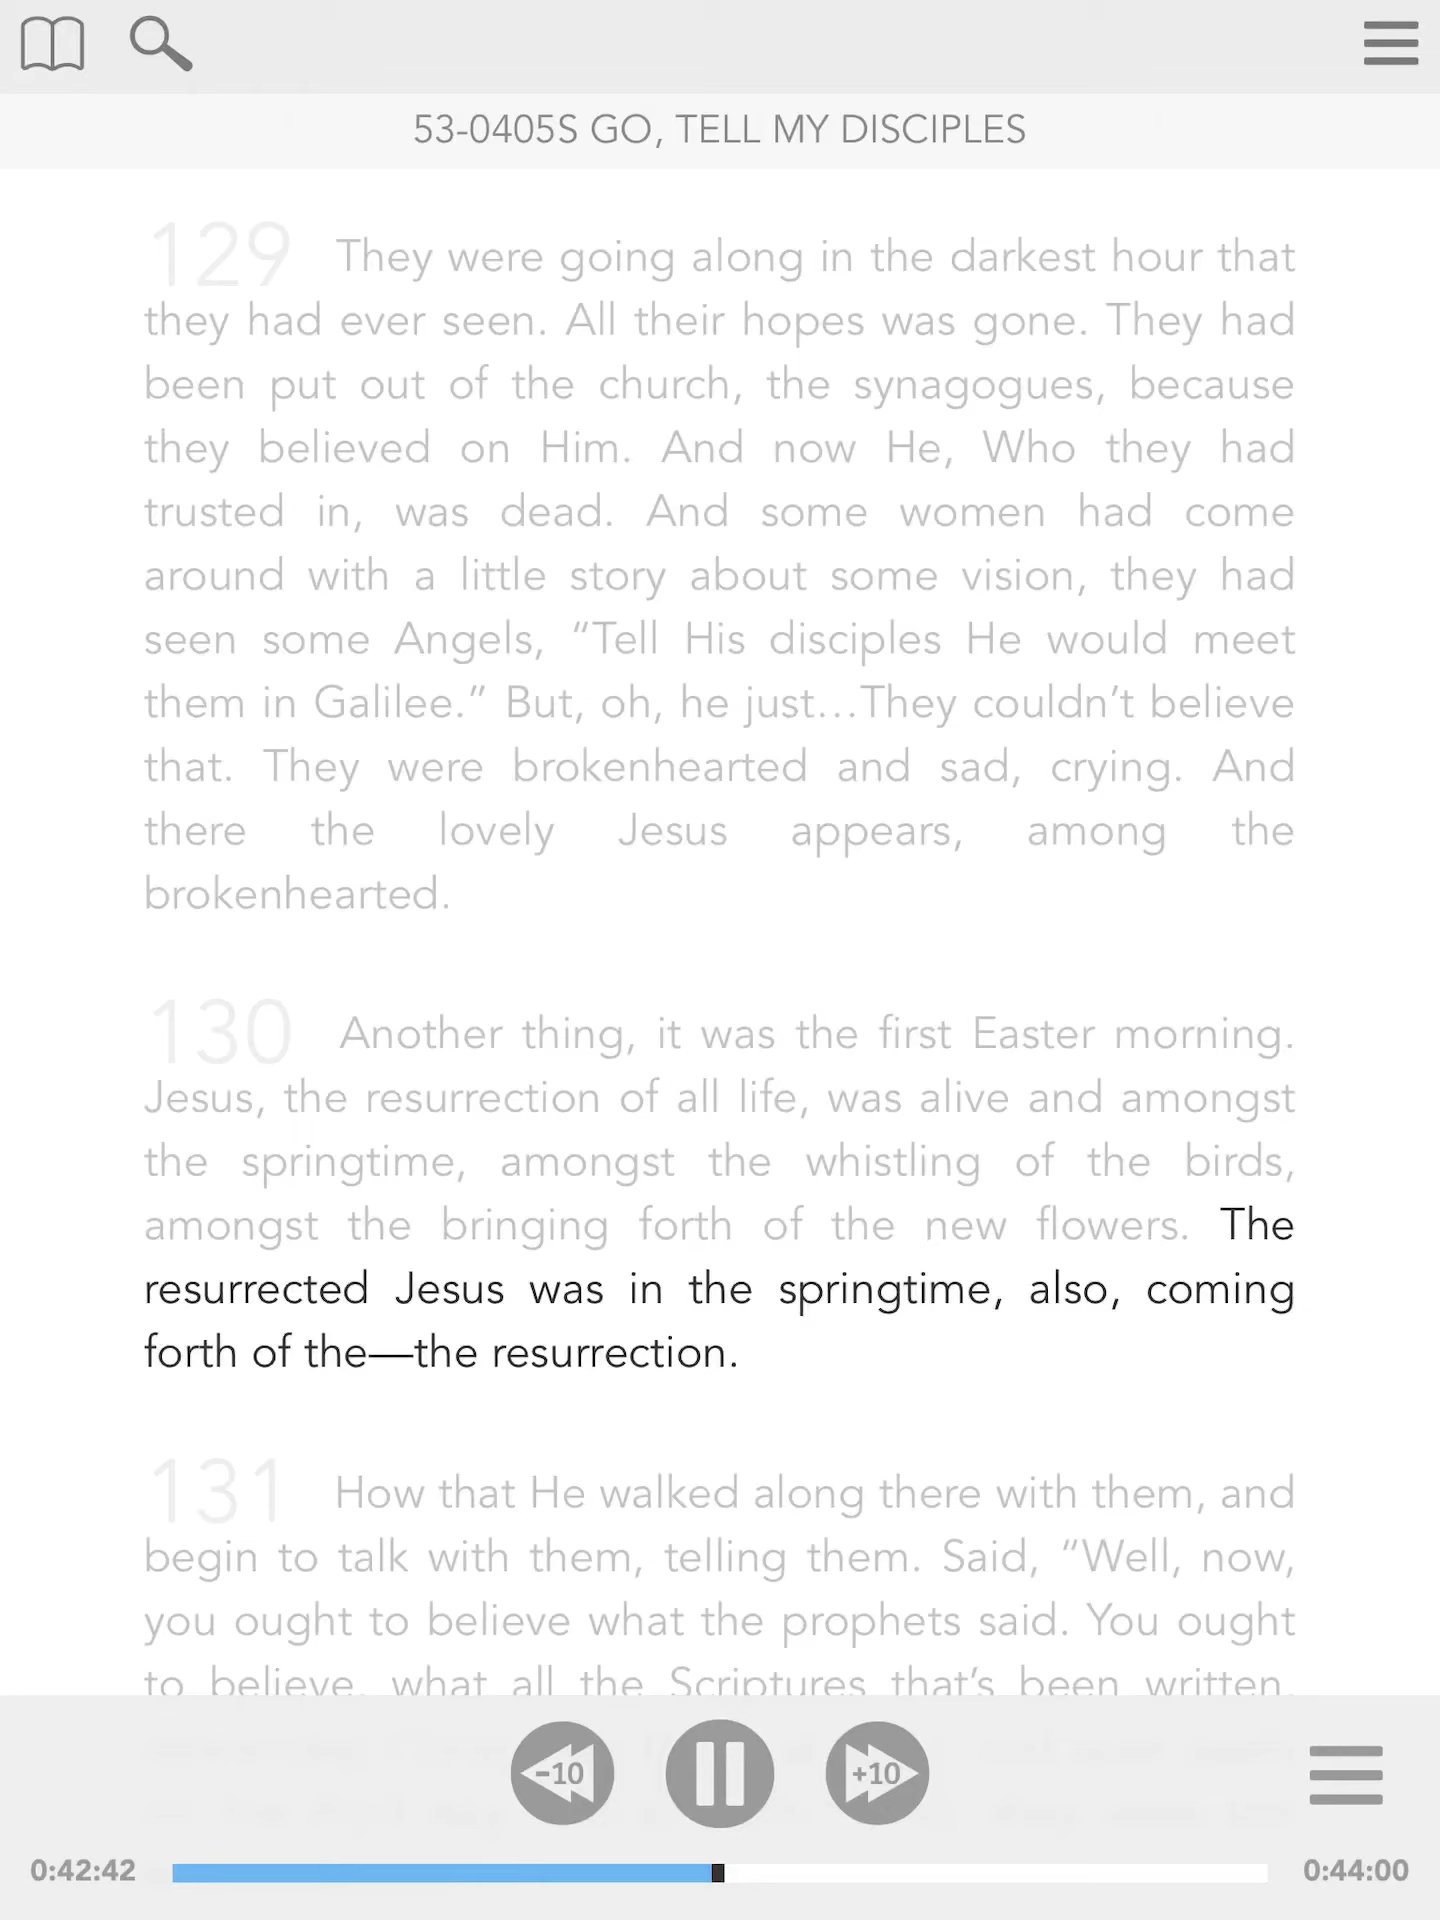 53-0405S GO, TELL MY DISCIPLES
129 They were going along in the darkest hour that
they had ever seen. All their hopes was gone. They had
been put out of the church, the synagogues, because
they believed on Him. And now He, Who they had
trusted in, was dead. And some women had come
around with a little story about some vision, they had
seen some Angels, “Tell His disciples He would meet
them in Galilee.” But, oh, he just…They couldn’t believe
that. They were brokenhearted and sad, crying. And
there the lovely Jesus appears, among the
brokenhearted.
130 Another thing, it was the first Easter morning.
Jesus, the resurrection of all life, was alive and amongst
the springtime, amongst the whistling of the birds,
amongst the bringing forth of the new flowers. The
resurrected Jesus was in the springtime, also, coming
forth of the—the resurrection.
131 How that He walked along there with them, and
begin to talk with them, telling them. Said, “Well, now,
you ought to believe what the prophets said. You ought
to believe, what all the Scriptures that’s been written,
-10 +10
0:42:42 0:44:00